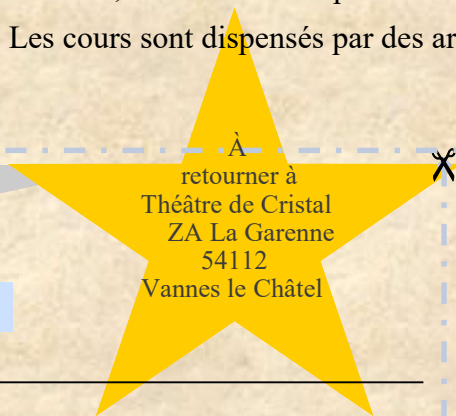 Les cours sont dispensés par des ar
À
retourner à
Théâtre de Cristal
ZA La Garenne
54112
Vannes le Châtel